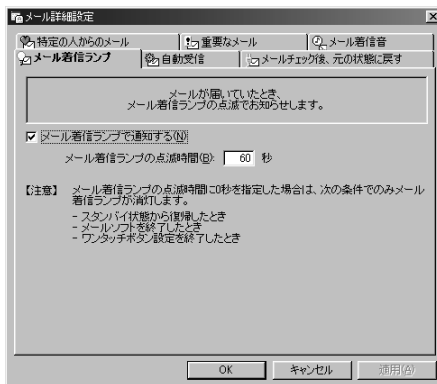 メール詳細設定
特定の人からのメール
重要なメール
メール着信音
メール着信ランプ
自動受信
メールチェック後、元の状態に戻す
メールが届いていたとき、
メール着信ランプの点滅でお知らせします。
メール着信ランプで通知する(N)
メール着信ランプの点滅時間(B): 60 秒
【注意】 メール着信ランプの点滅時間に0秒を指定した場合は、次の条件でのみメール
着信ランプが消灯します。
- スタンバイ状態から復帰したとき
- メールソフトを終了したとき
- ワンタッチボタン設定を終了したとき
OK
キャンセル
適用(A)